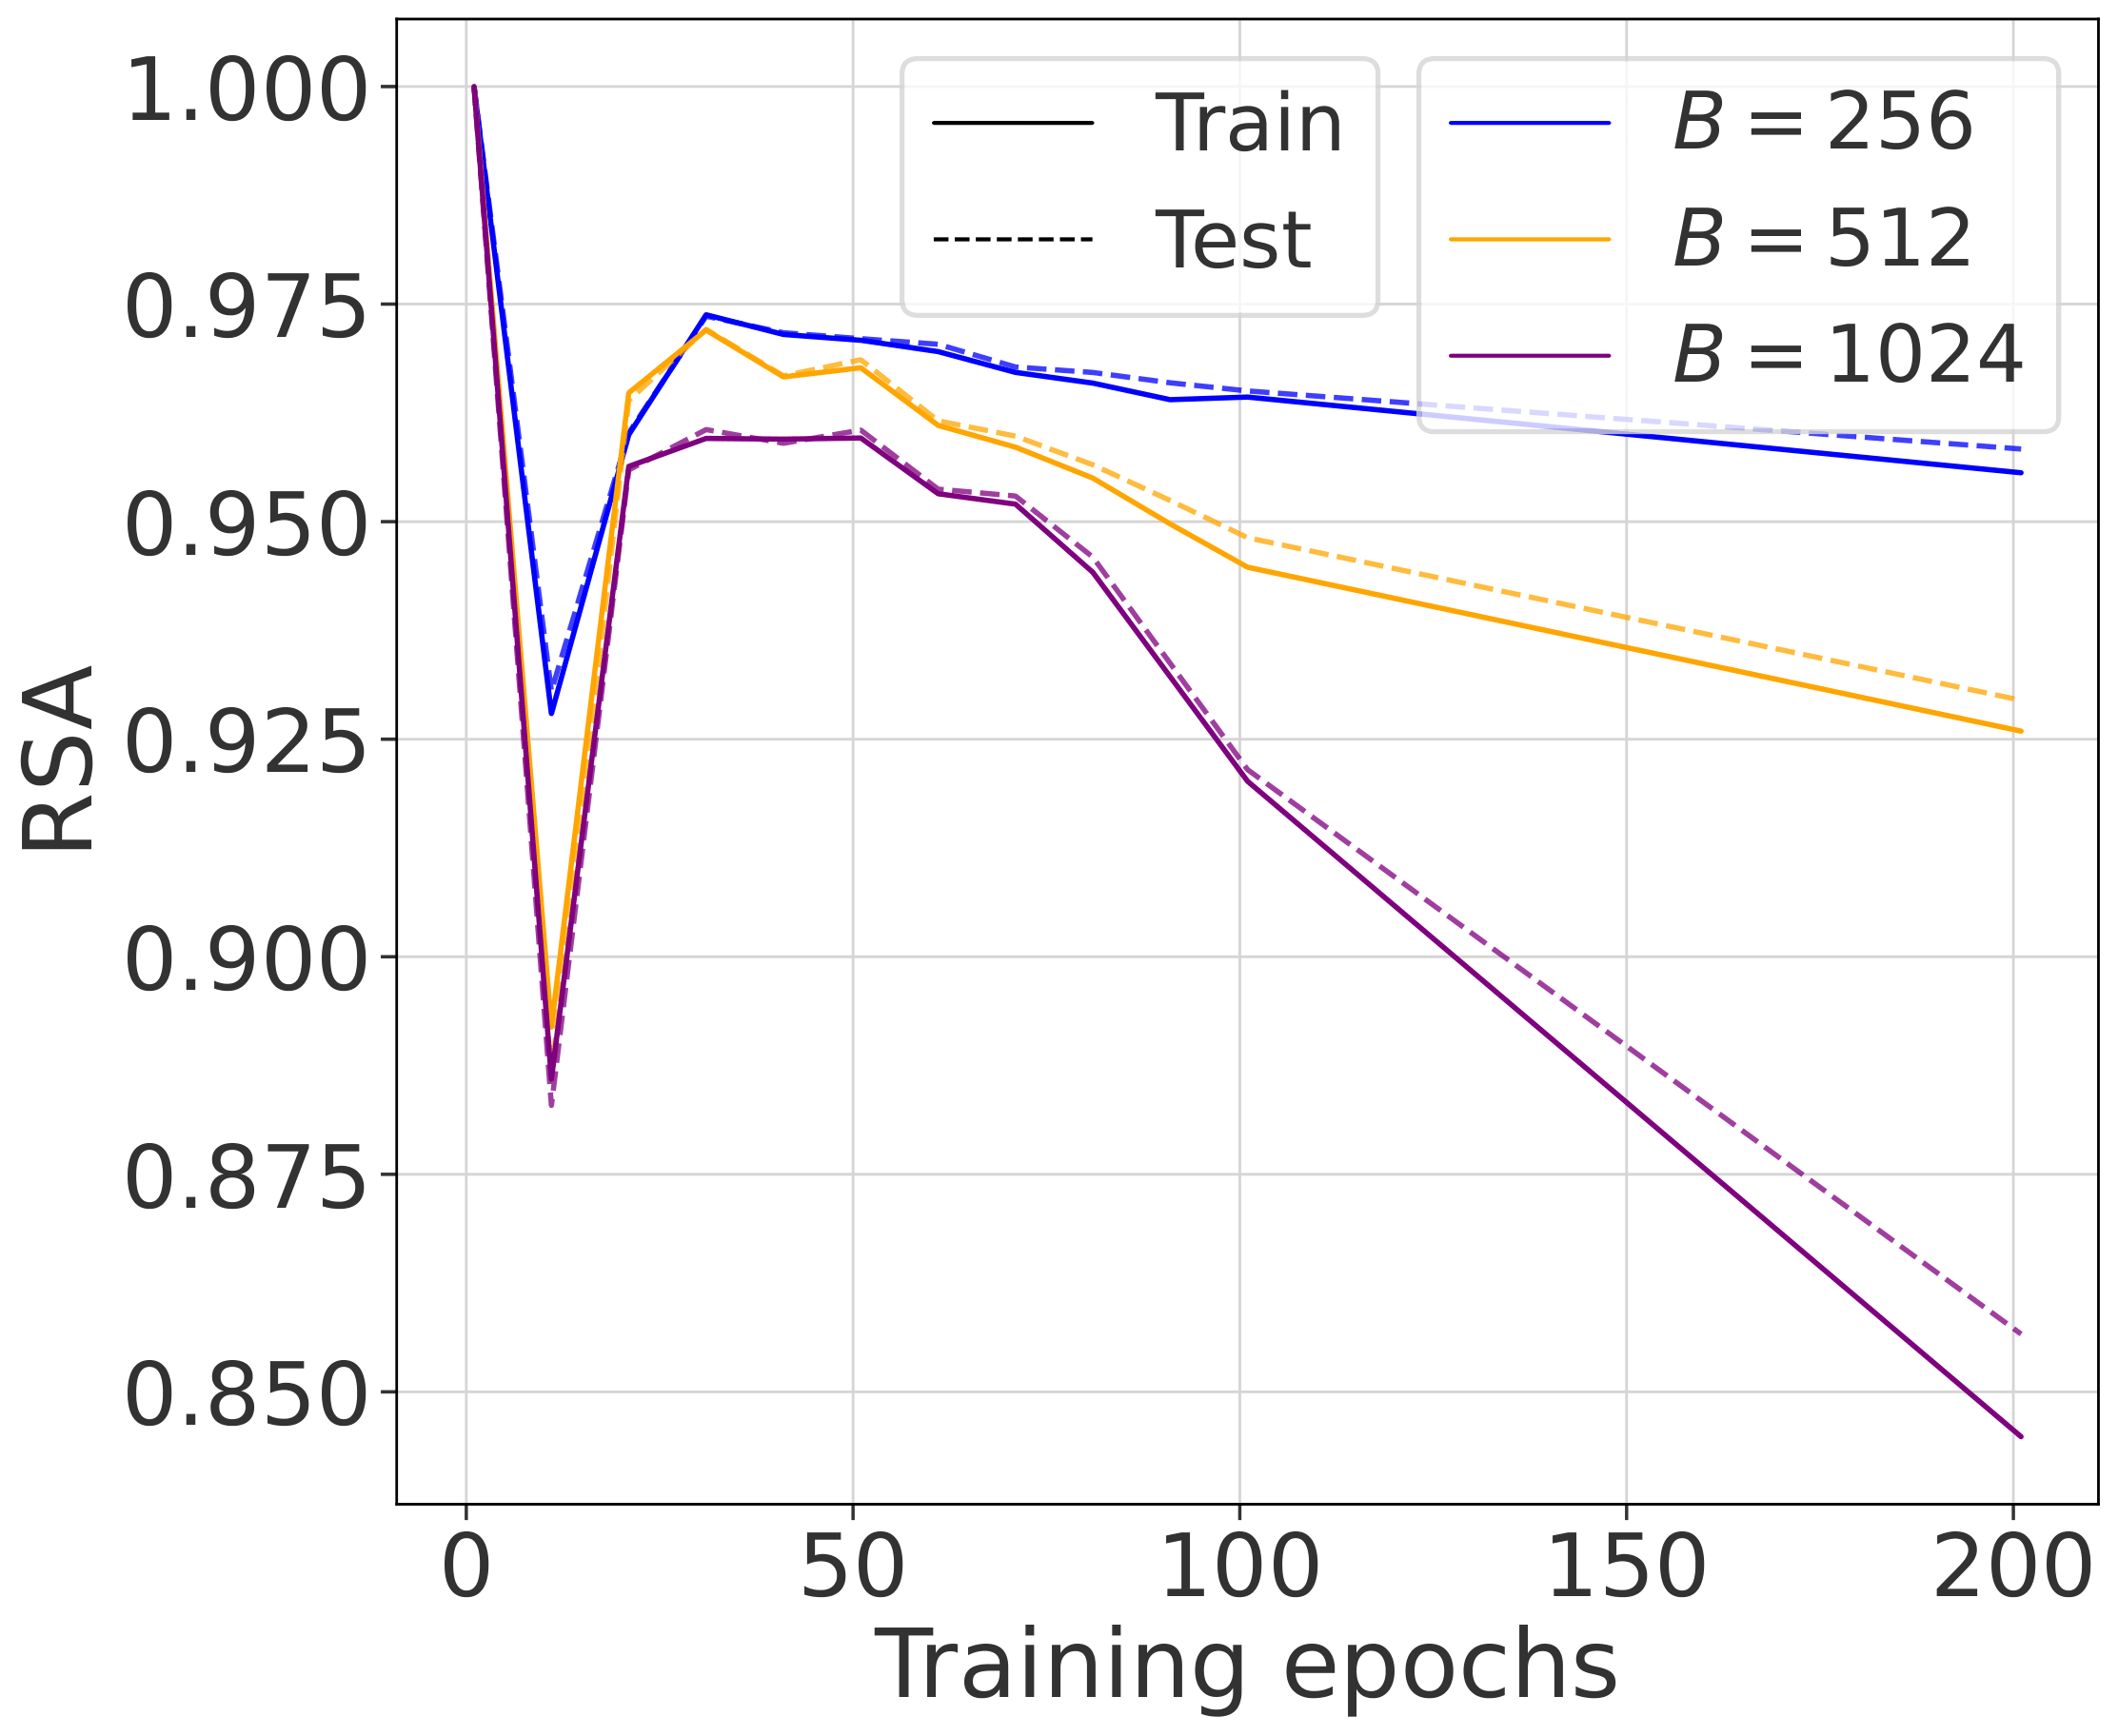 1.000
0.975
0.950
0.925
0.900
0.875
0.850
RSA
Train
Test
B = 256
B = 512
B = 1024
0 50 100 150 200
Training epochs